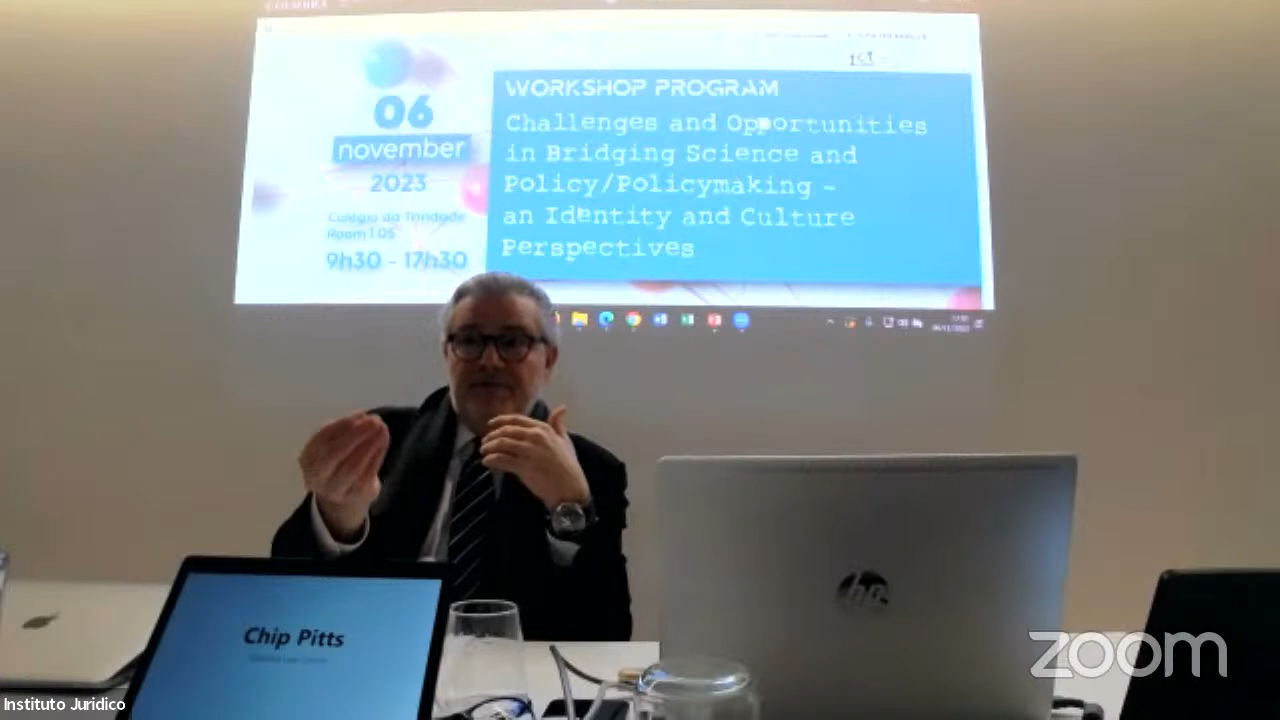 06
november
2023
Colégio da Trindade
Room 1.05
9h30 - 17h30
WORKSHOP PROGRAM
Challenges and Opportunities
in Bridging Science and
Policy/Policymaking -
an Identity and Culture
Perspectives
Chip Pitts
hp
zoom
Instituto Juridico